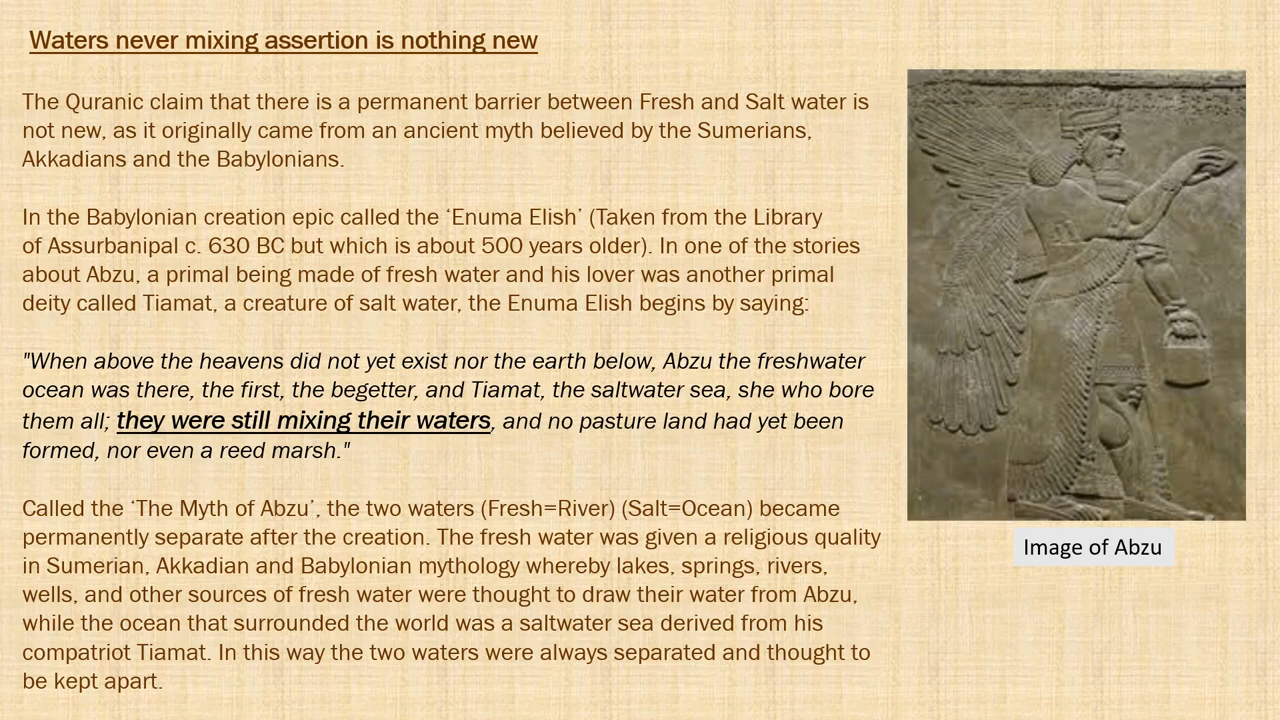 Waters never mixing assertion is nothing new
The Quranic claim that there is a permanent barrier between Fresh and Salt water is
not new, as it originally came from an ancient myth believed by the Sumerians,
Akkadians and the Babylonians.
In the Babylonian creation epic called the ‘Enuma Elish’ (Taken from the Library
of Assurbanipal c. 630 BC but which is about 500 years older). In one of the stories
about Abzu, a primal being made of fresh water and his lover was another primal
deity called Tiamat, a creature of salt water, the Enuma Elish begins by saying:
"When above the heavens did not yet exist nor the earth below, Abzu the freshwater
ocean was there, the first, the begetter, and Tiamat, the saltwater sea, she who bore
them all; they were still mixing their waters, and no pasture land had yet been
formed, nor even a reed marsh."
Called the ‘The Myth of Abzu’, the two waters (Fresh=River) (Salt=Ocean) became
permanently separate after the creation. The fresh water was given a religious quality
in Sumerian, Akkadian and Babylonian mythology whereby lakes, springs, rivers,
wells, and other sources of fresh water were thought to draw their water from Abzu,
while the ocean that surrounded the world was a saltwater sea derived from his
compatriot Tiamat. In this way the two waters were always separated and thought to
be kept apart.
Image of Abzu